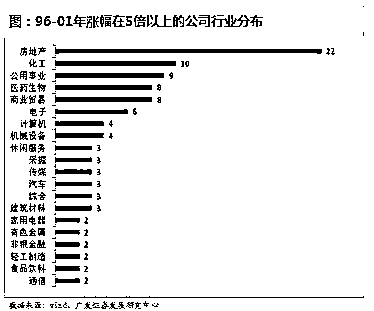 图：96-01年涨幅在5倍以上的公司行业分布
房地产 22
化工 10
公用事业 9
医药生物 8
商业贸易 8
电子 6
计算机 4
机械设备 4
休闲服务 3
采掘 3
传媒 3
汽车 3
综合 3
建筑材料 3
家用电器 2
有色金属 2
非银金融 2
轻工制造 2
食品饮料 2
通信 2
数据来源：wind、广发证券发展研究中心